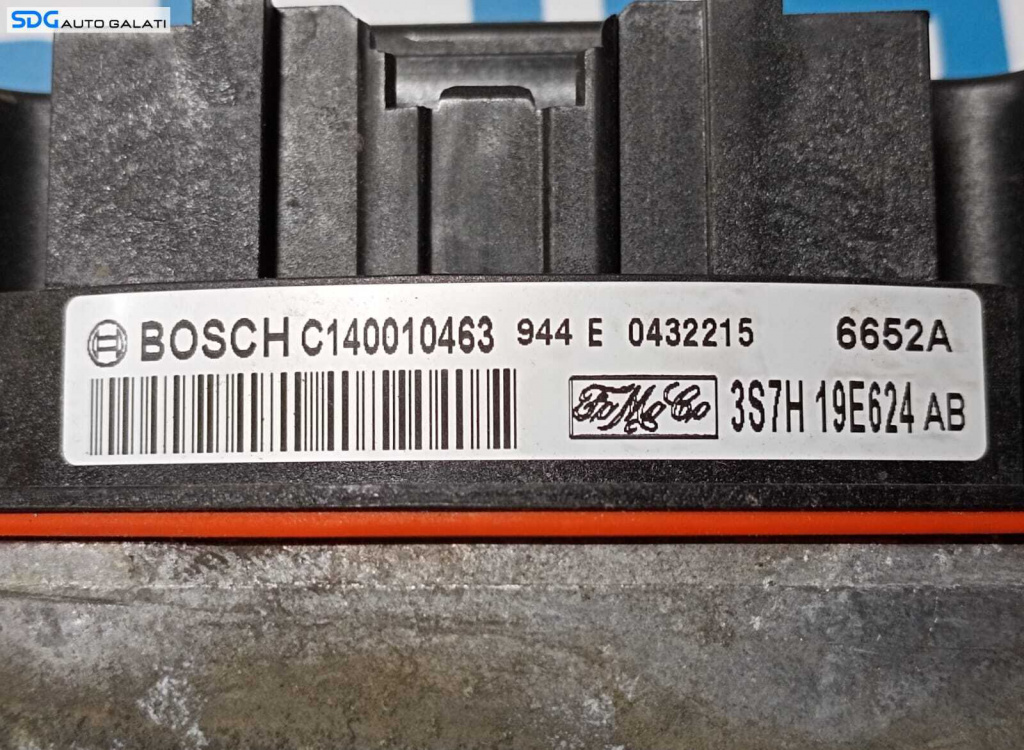 SDG AUTO GALATI
BOSCH C140010463 944 E 0432215 6652A
FoMoCo 3S7H 19E624 AB